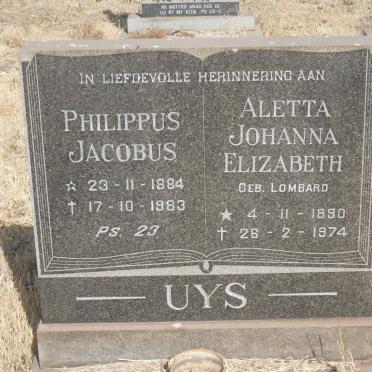 IN LIEFDEVOLLE HERINNERING AAN
PHILIPPUS
JACOBUS
☆ 23-11-1884
✝ 17-10-1983
Ps. 23
ALETTA
JOHANNA
ELIZABETH
GEB. LOMBARD
★ 4-11-1890
✝ 26-2-1974
— UYS —